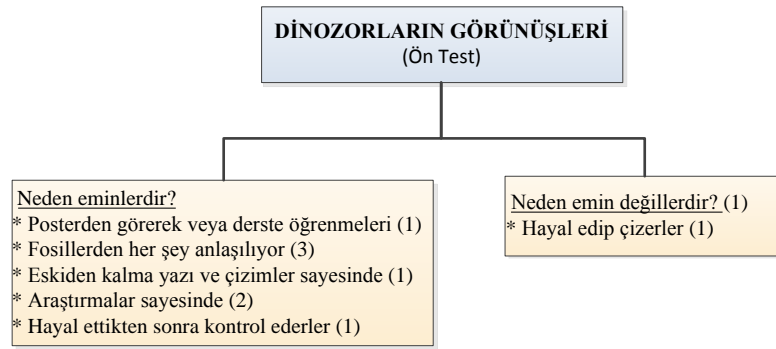 DİNOZORLARIN GÖRÜNÜŞLERİ
(Ön Test)
Neden eminlerdir?
* Posterden görerek veya derste öğrenmeleri (1)
* Fosillerden her şey anlaşılıyor (3)
* Eskiden kalma yazı ve çizimler sayesinde (1)
* Araştırmalar sayesinde (2)
* Hayal ettikten sonra kontrol ederler (1)
Neden emin değillerdir? (1)
* Hayal edip çizerler (1)